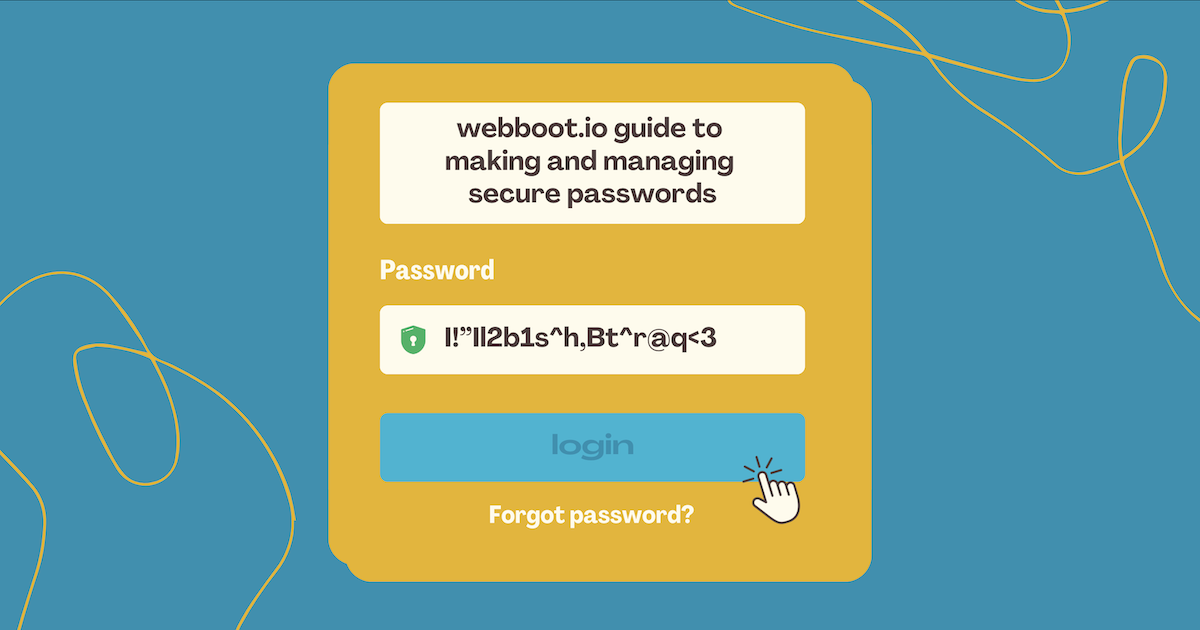 webboot.io guide to
making and managing
secure passwords
Password
I!”Il2b1s^h,Bt^r@q<3
login
Forgot password?